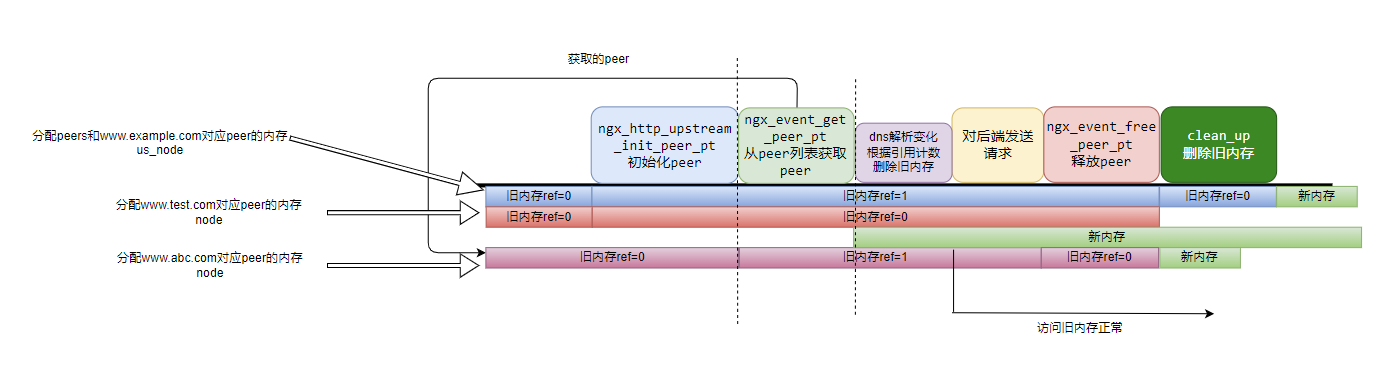 获取的peer
ngx_http_upstream
_init_peer_pt
初始化peer
ngx_event_get
_peer_pt
从peer列表获取
peer
dns解析变化
根据引用计数
删除旧内存
对后端发送
请求
ngx_event_free
_peer_pt
释放peer
clean_up
删除旧内存
分配peers和www.example.com对应peer的内存
us_node
旧内存ref=0
旧内存ref=1
旧内存ref=0
新内存
分配www.test.com对应peer的内存
node
旧内存ref=0
旧内存ref=0
新内存
分配www.abc.com对应peer的内存
node
旧内存ref=0
旧内存ref=1
旧内存ref=0
新内存
访问旧内存正常